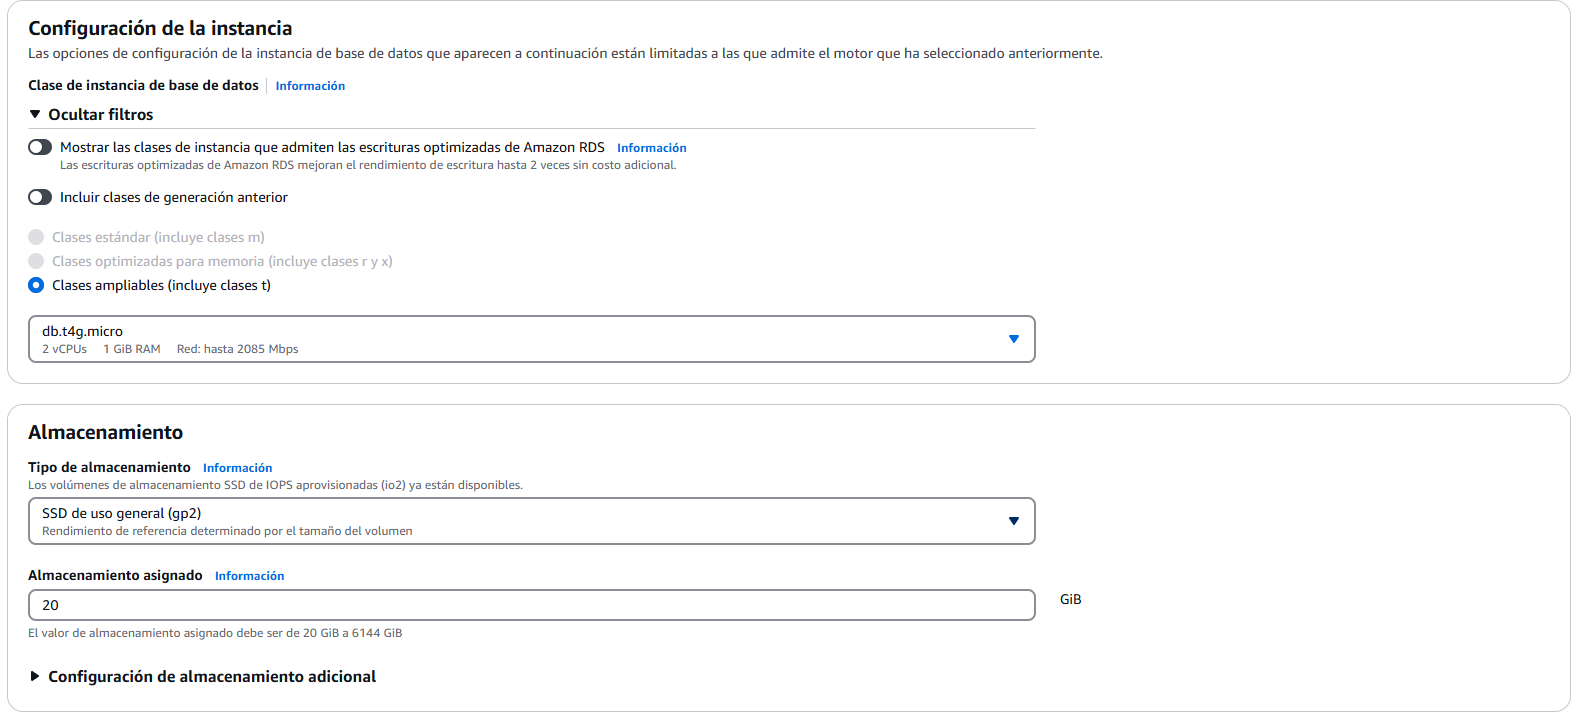 Configuración de la instancia
Las opciones de configuración de la instancia de base de datos que aparecen a continuación están limitadas a las que admite el motor que ha seleccionado anteriormente.
Clase de instancia de base de datos Información
Ocultar filtros
Mostrar las clases de instancia que admiten las escrituras optimizadas de Amazon RDS Información
Las escrituras optimizadas de Amazon RDS mejoran el rendimiento de escritura hasta 2 veces sin costo adicional.
Incluir clases de generación anterior
Clases estándar (incluye clases m)
Clases optimizadas para memoria (incluye clases r y x)
Clases ampliables (incluye clases t)
db.t4g.micro
2 vCPUs 1 GiB RAM Red: hasta 2085 Mbps
Almacenamiento
Tipo de almacenamiento Información
Los volúmenes de almacenamiento SSD de IOPS aprovisionadas (io2) ya están disponibles.
SSD de uso general (gp2)
Rendimiento de referencia determinado por el tamaño del volumen
Almacenamiento asignado Información
20 GiB
El valor de almacenamiento asignado debe ser de 20 GiB a 6144 GiB
Configuración de almacenamiento adicional